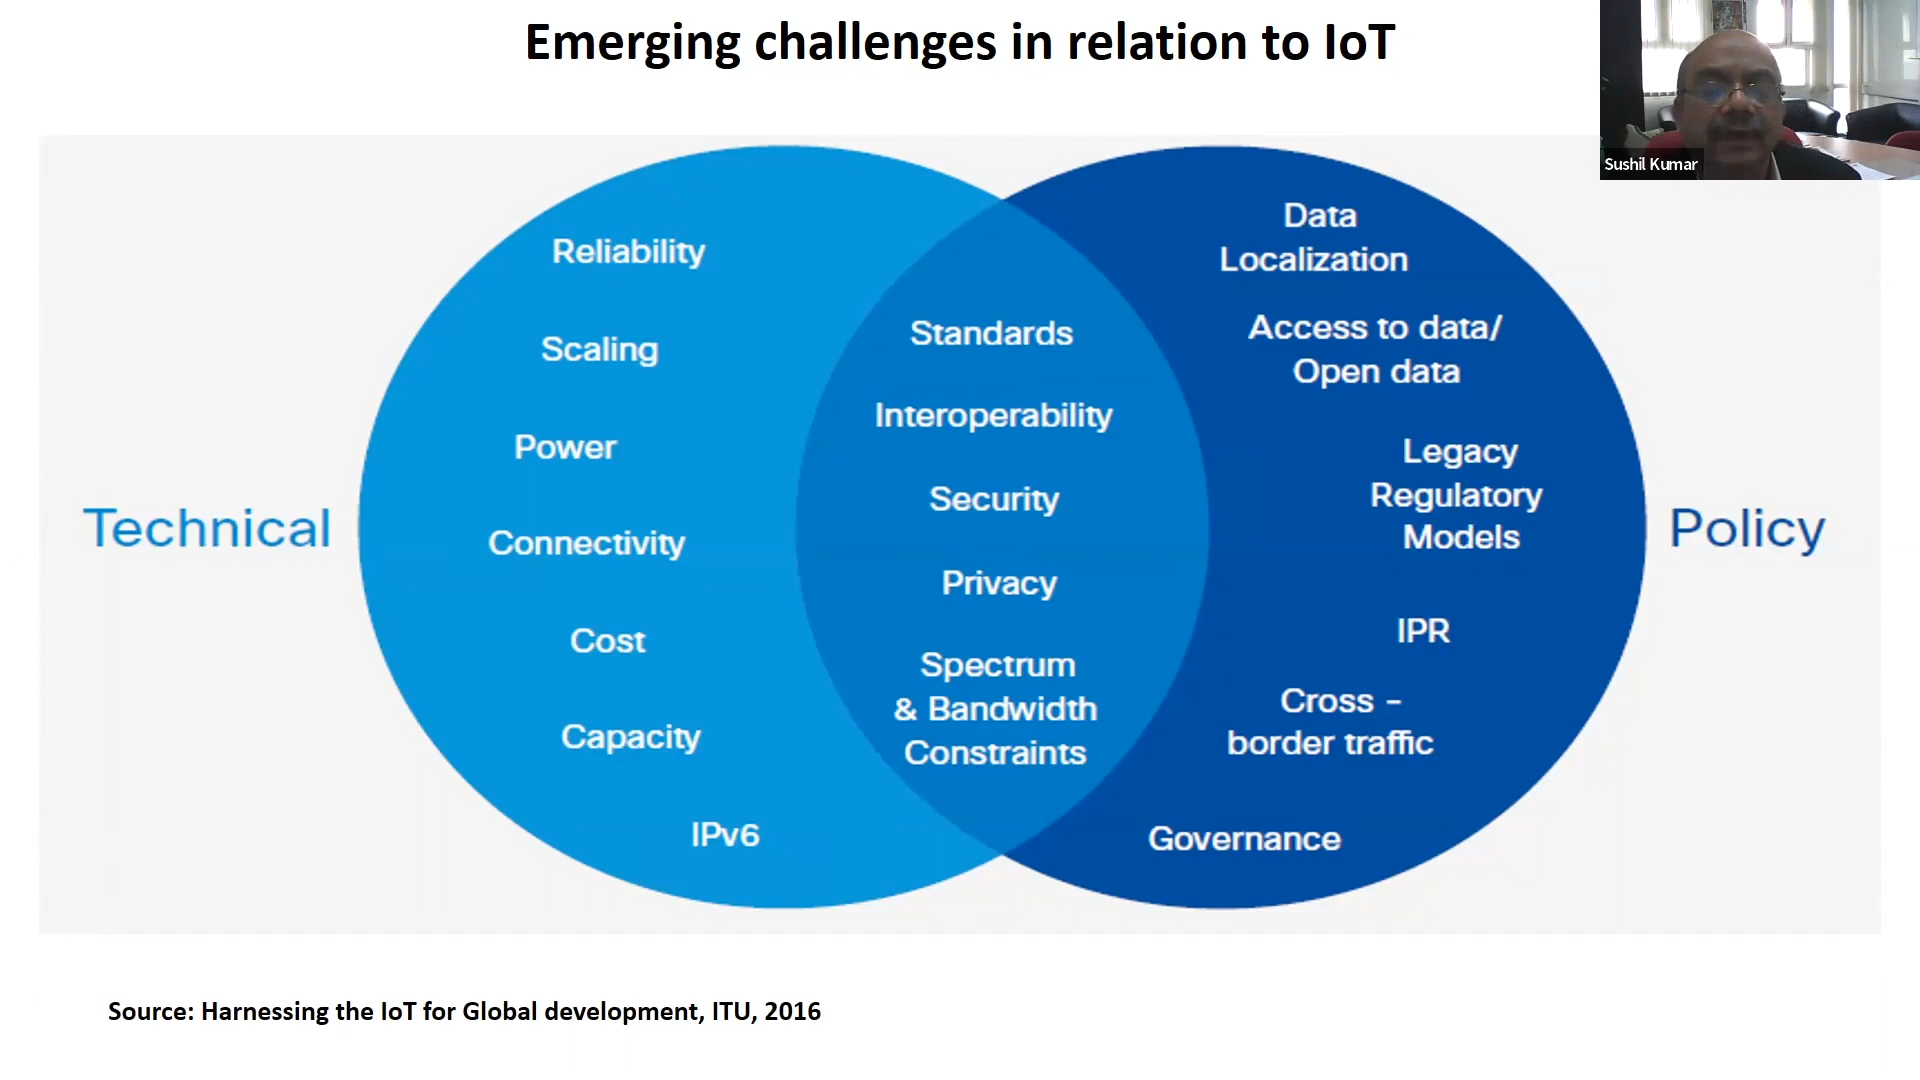 Emerging challenges in relation to IoT
Sushil Kumar
Technical
Reliability
Scaling
Power
Connectivity
Cost
Capacity
IPv6
Standards
Interoperability
Security
Privacy
Spectrum
& Bandwidth
Constraints
Data
Localization
Access to data/
Open data
Legacy
Regulatory
Models
IPR
Cross –
border traffic
Governance
Policy
Source: Harnessing the IoT for Global development, ITU, 2016